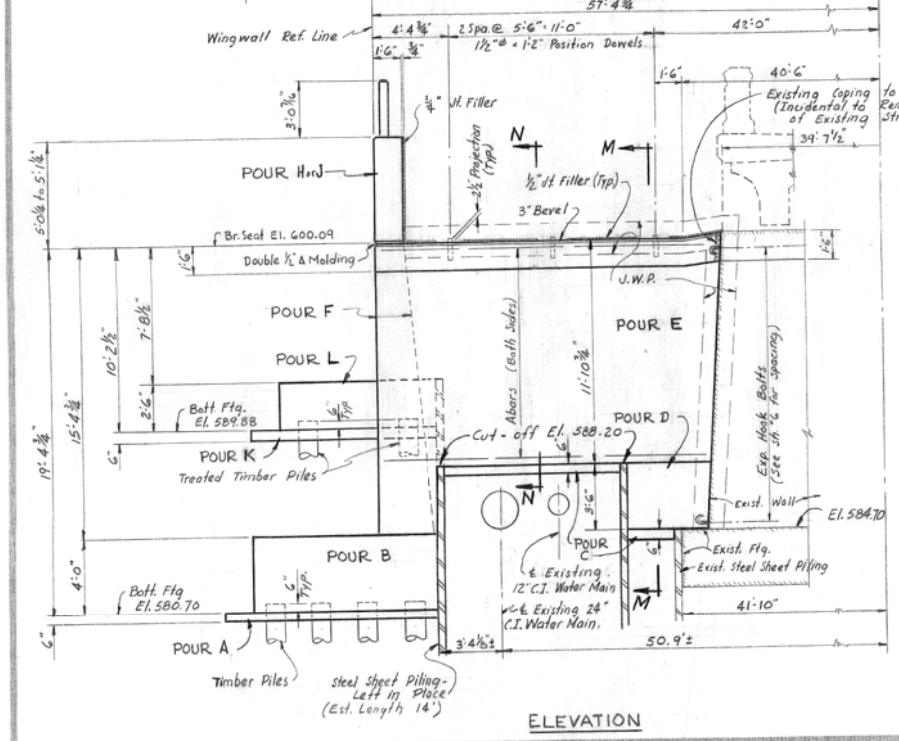 57'-4¾"
4'-4¾"
2 Spa. @ 5'-6" = 11'-0"
42'-0"
Wingwall Ref. Line
1½"⌀ x 1'-2" Position Dowels
1'-6"
¾"
1'-6"
40'-6"
Existing Coping to
(Incidental to
of Existing
39'-7½"
3'-0 7/16"
Jt. Filler
N
M
2½" Projection
(Typ.)
½" Jt. Filler (Typ.)
3" Bevel
POUR H or J
5'-0¼ to 5'-1¼"
Br. Seat El. 600.09
Double ½" Δ Molding
1'-6"
1'-6"
J.W.P.
POUR F
POUR E
7'-8½"
10'-2½"
15'-4¾"
19'-4¾"
Abars (Both Sides)
11'-10¾"
Exp. Hook Bolts
(See sh. #6 for spacing)
POUR L
2'-6"
6"
Typ.
Bott. Ftg.
El. 589.88
6"
POUR K
Treated Timber Piles
Cut-off El. 588.20
POUR D
6"
N
3'-6"
Exist. Wall
El. 584.70
POUR B
POUR
C
6"
Exist. Ftg.
Exist. Steel Sheet Piling
4'-0"
6"
Typ.
℄ Existing
12" C.I. Water Main
M
Bott. Ftg
El. 580.70
℄ Existing 24"
C.I. Water Main.
41'-10"
6"
POUR A
3'-4⅛"±
50.9'±
Timber Piles
Steel Sheet Piling-
Left in Place
(Est. Length 14')
ELEVATION